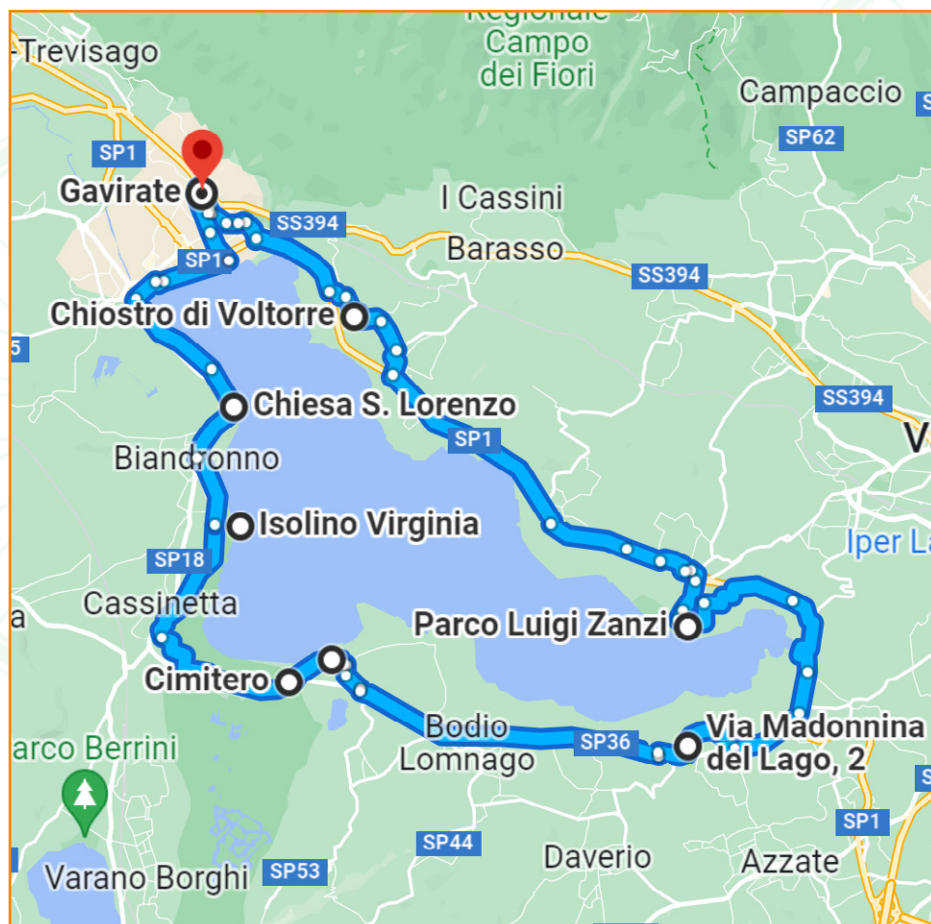 Regionale
Campo
dei Fiori
-Trevisago
Campaccio
S
SP62
SP1
Gavirate
I Cassini
SS394
Barasso
SP1
SS394
Chiostro di Voltorre
5
SS394
Chiesa S. Lorenzo
V
SP1
Biandronno
Isolino Virginia
Iper La
SP18
Cassinetta
a
Parco Luigi Zanzi
Cimitero
Bodio
Lomnago
Via Madonnina
del Lago, 2
SP36
arco Berrini
S
SP1
SP44
Daverio
Azzate
Varano Borghi
SP53